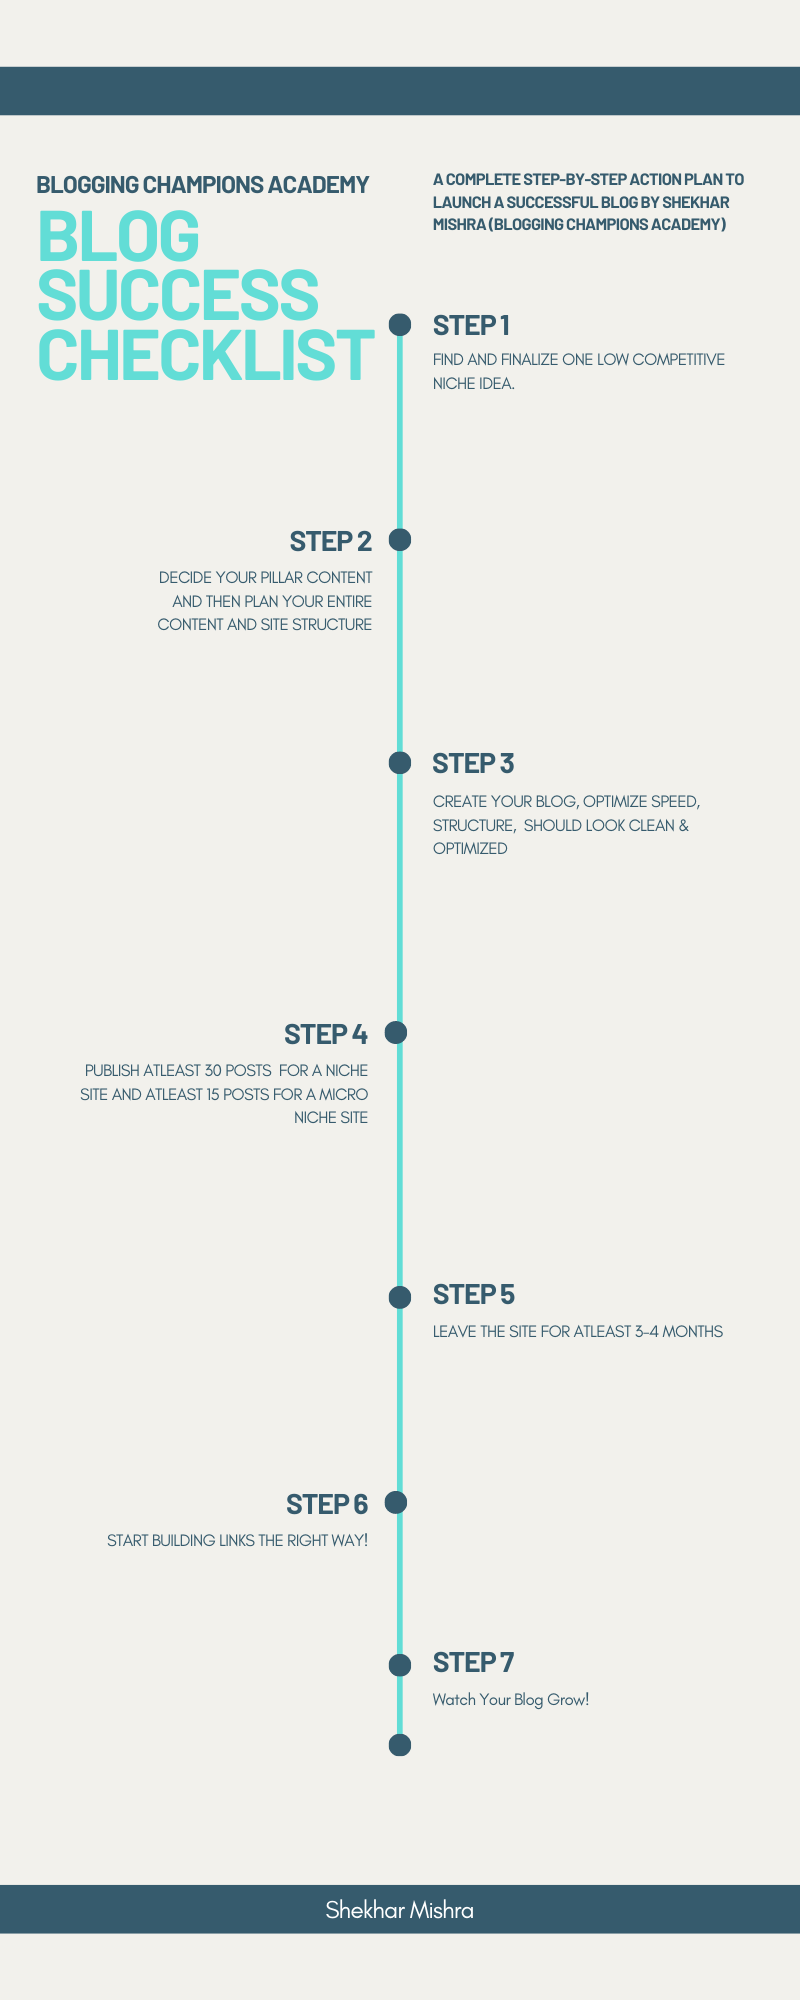 BLOGGING CHAMPIONS ACADEMY
BLOG
SUCCESS
CHECKLIST
A COMPLETE STEP-BY-STEP ACTION PLAN TO
LAUNCH A SUCCESSFUL BLOG BY SHEKHAR
MISHRA (BLOGGING CHAMPIONS ACADEMY)
STEP 1
FIND AND FINALIZE ONE LOW COMPETITIVE
NICHE IDEA.
STEP 2
DECIDE YOUR PILLAR CONTENT
AND THEN PLAN YOUR ENTIRE
CONTENT AND SITE STRUCTURE
STEP 3
CREATE YOUR BLOG, OPTIMIZE SPEED,
STRUCTURE,  SHOULD LOOK CLEAN &
OPTIMIZED
STEP 4
PUBLISH ATLEAST 30 POSTS  FOR A NICHE
SITE AND ATLEAST 15 POSTS FOR A MICRO
NICHE SITE
STEP 5
LEAVE THE SITE FOR ATLEAST 3-4 MONTHS
STEP 6
START BUILDING LINKS THE RIGHT WAY!
STEP 7
Watch Your Blog Grow!
Shekhar Mishra